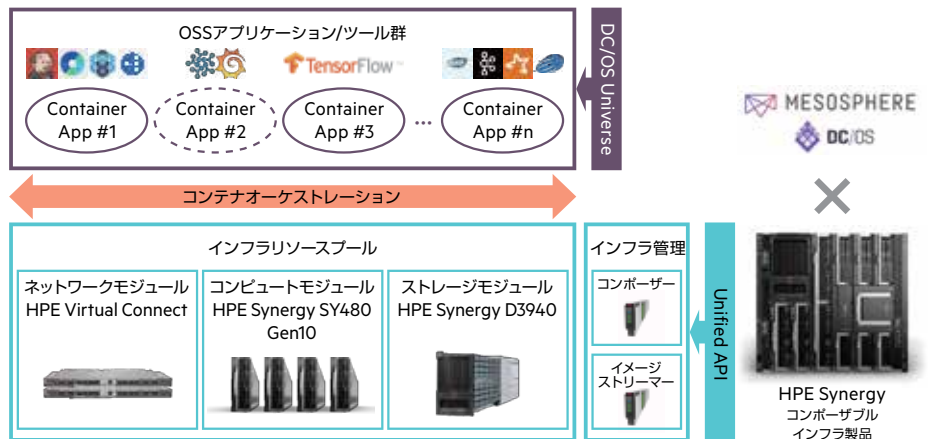 OSSアプリケーション/ツール群
TensorFlow
Container
App #1
Container
App #2
Container
App #3
...
Container
App #n
DC/OS Universe
MESOSPHERE
DC/OS
コンテナオーケストレーション
インフラリソースプール
ネットワークモジュール
HPE Virtual Connect
コンピュートモジュール
HPE Synergy SY480
Gen10
ストレージモジュール
HPE Synergy D3940
インフラ管理
コンポーザー
イメージ
ストリーマー
Unified API
HPE Synergy
コンポーザブル
インフラ製品